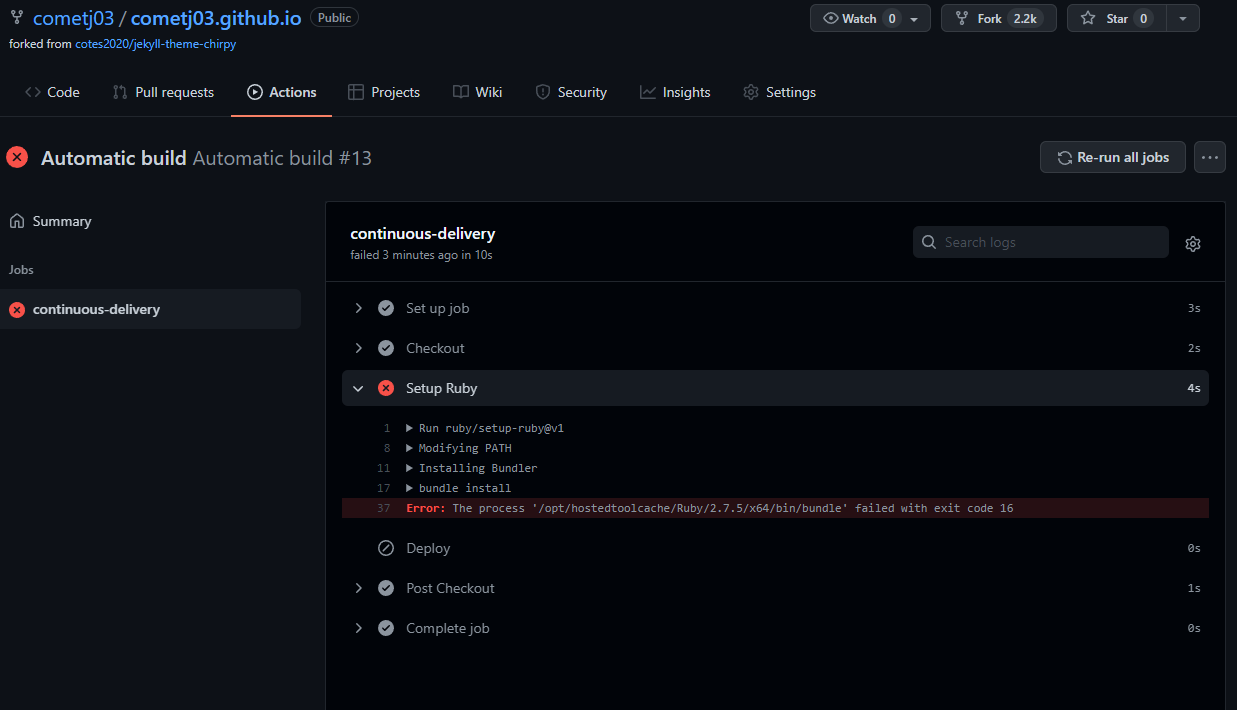 cometj03 / cometj03.github.io Public
Watch 0 Fork 2.2k Star 0
forked from cotes2020/jekyll-theme-chirpy
Code Pull requests Actions Projects Wiki Security Insights Settings
Automatic build Automatic build #13
Re-run all jobs
Summary
Jobs
continuous-delivery
continuous-delivery
failed 3 minutes ago in 10s
Search logs
Set up job 3s
Checkout 2s
Setup Ruby 4s
1 Run ruby/setup-ruby@v1
8 Modifying PATH
11 Installing Bundler
17 bundle install
37 Error: The process '/opt/hostedtoolcache/Ruby/2.7.5/x64/bin/bundle' failed with exit code 16
Deploy 0s
Post Checkout 1s
Complete job 0s